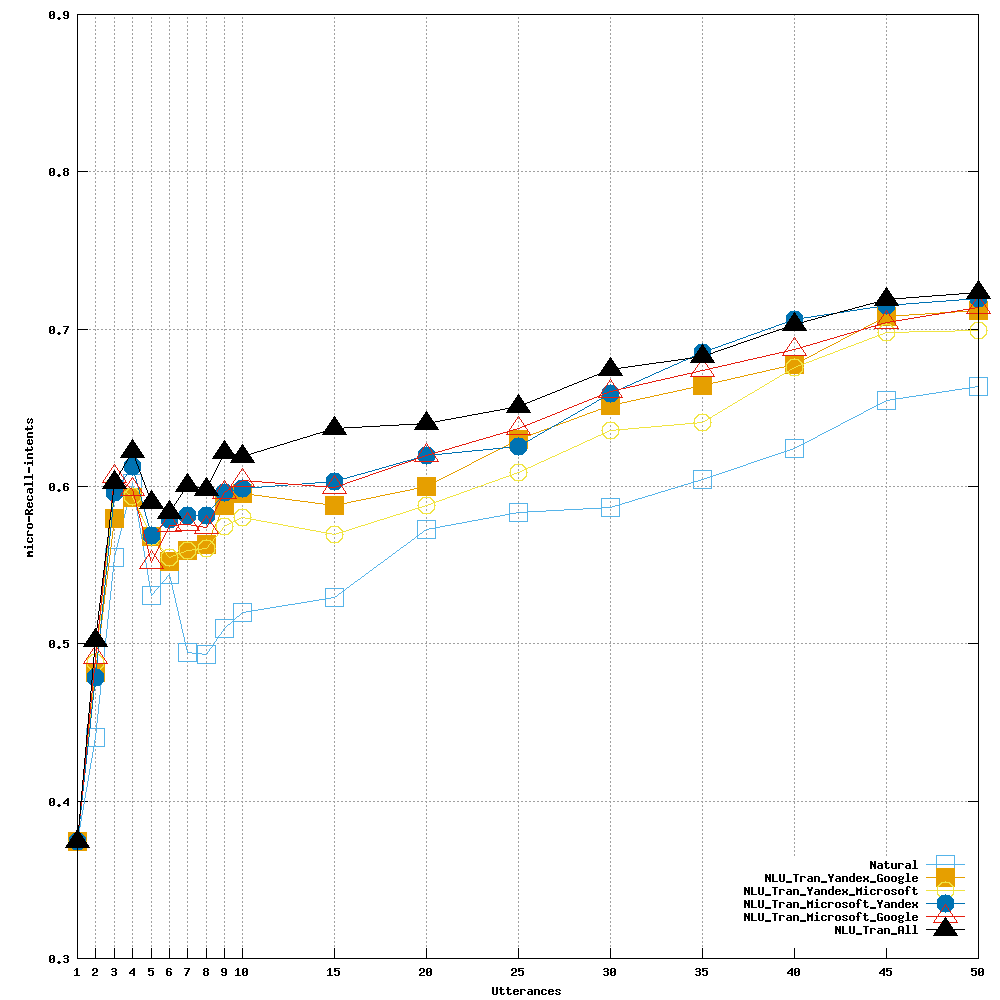 0.9
0.8
0.7
0.6
0.5
0.4
0.3
micro-Recall-intents
Natural
NLU_Tran_Yandex_Google
NLU_Tran_Yandex_Microsoft
NLU_Tran_Microsoft_Yandex
NLU_Tran_Microsoft_Google
NLU_Tran_All
1 2 3 4 5 6 7 8 9 10 15 20 25 30 35 40 45 50
Utterances